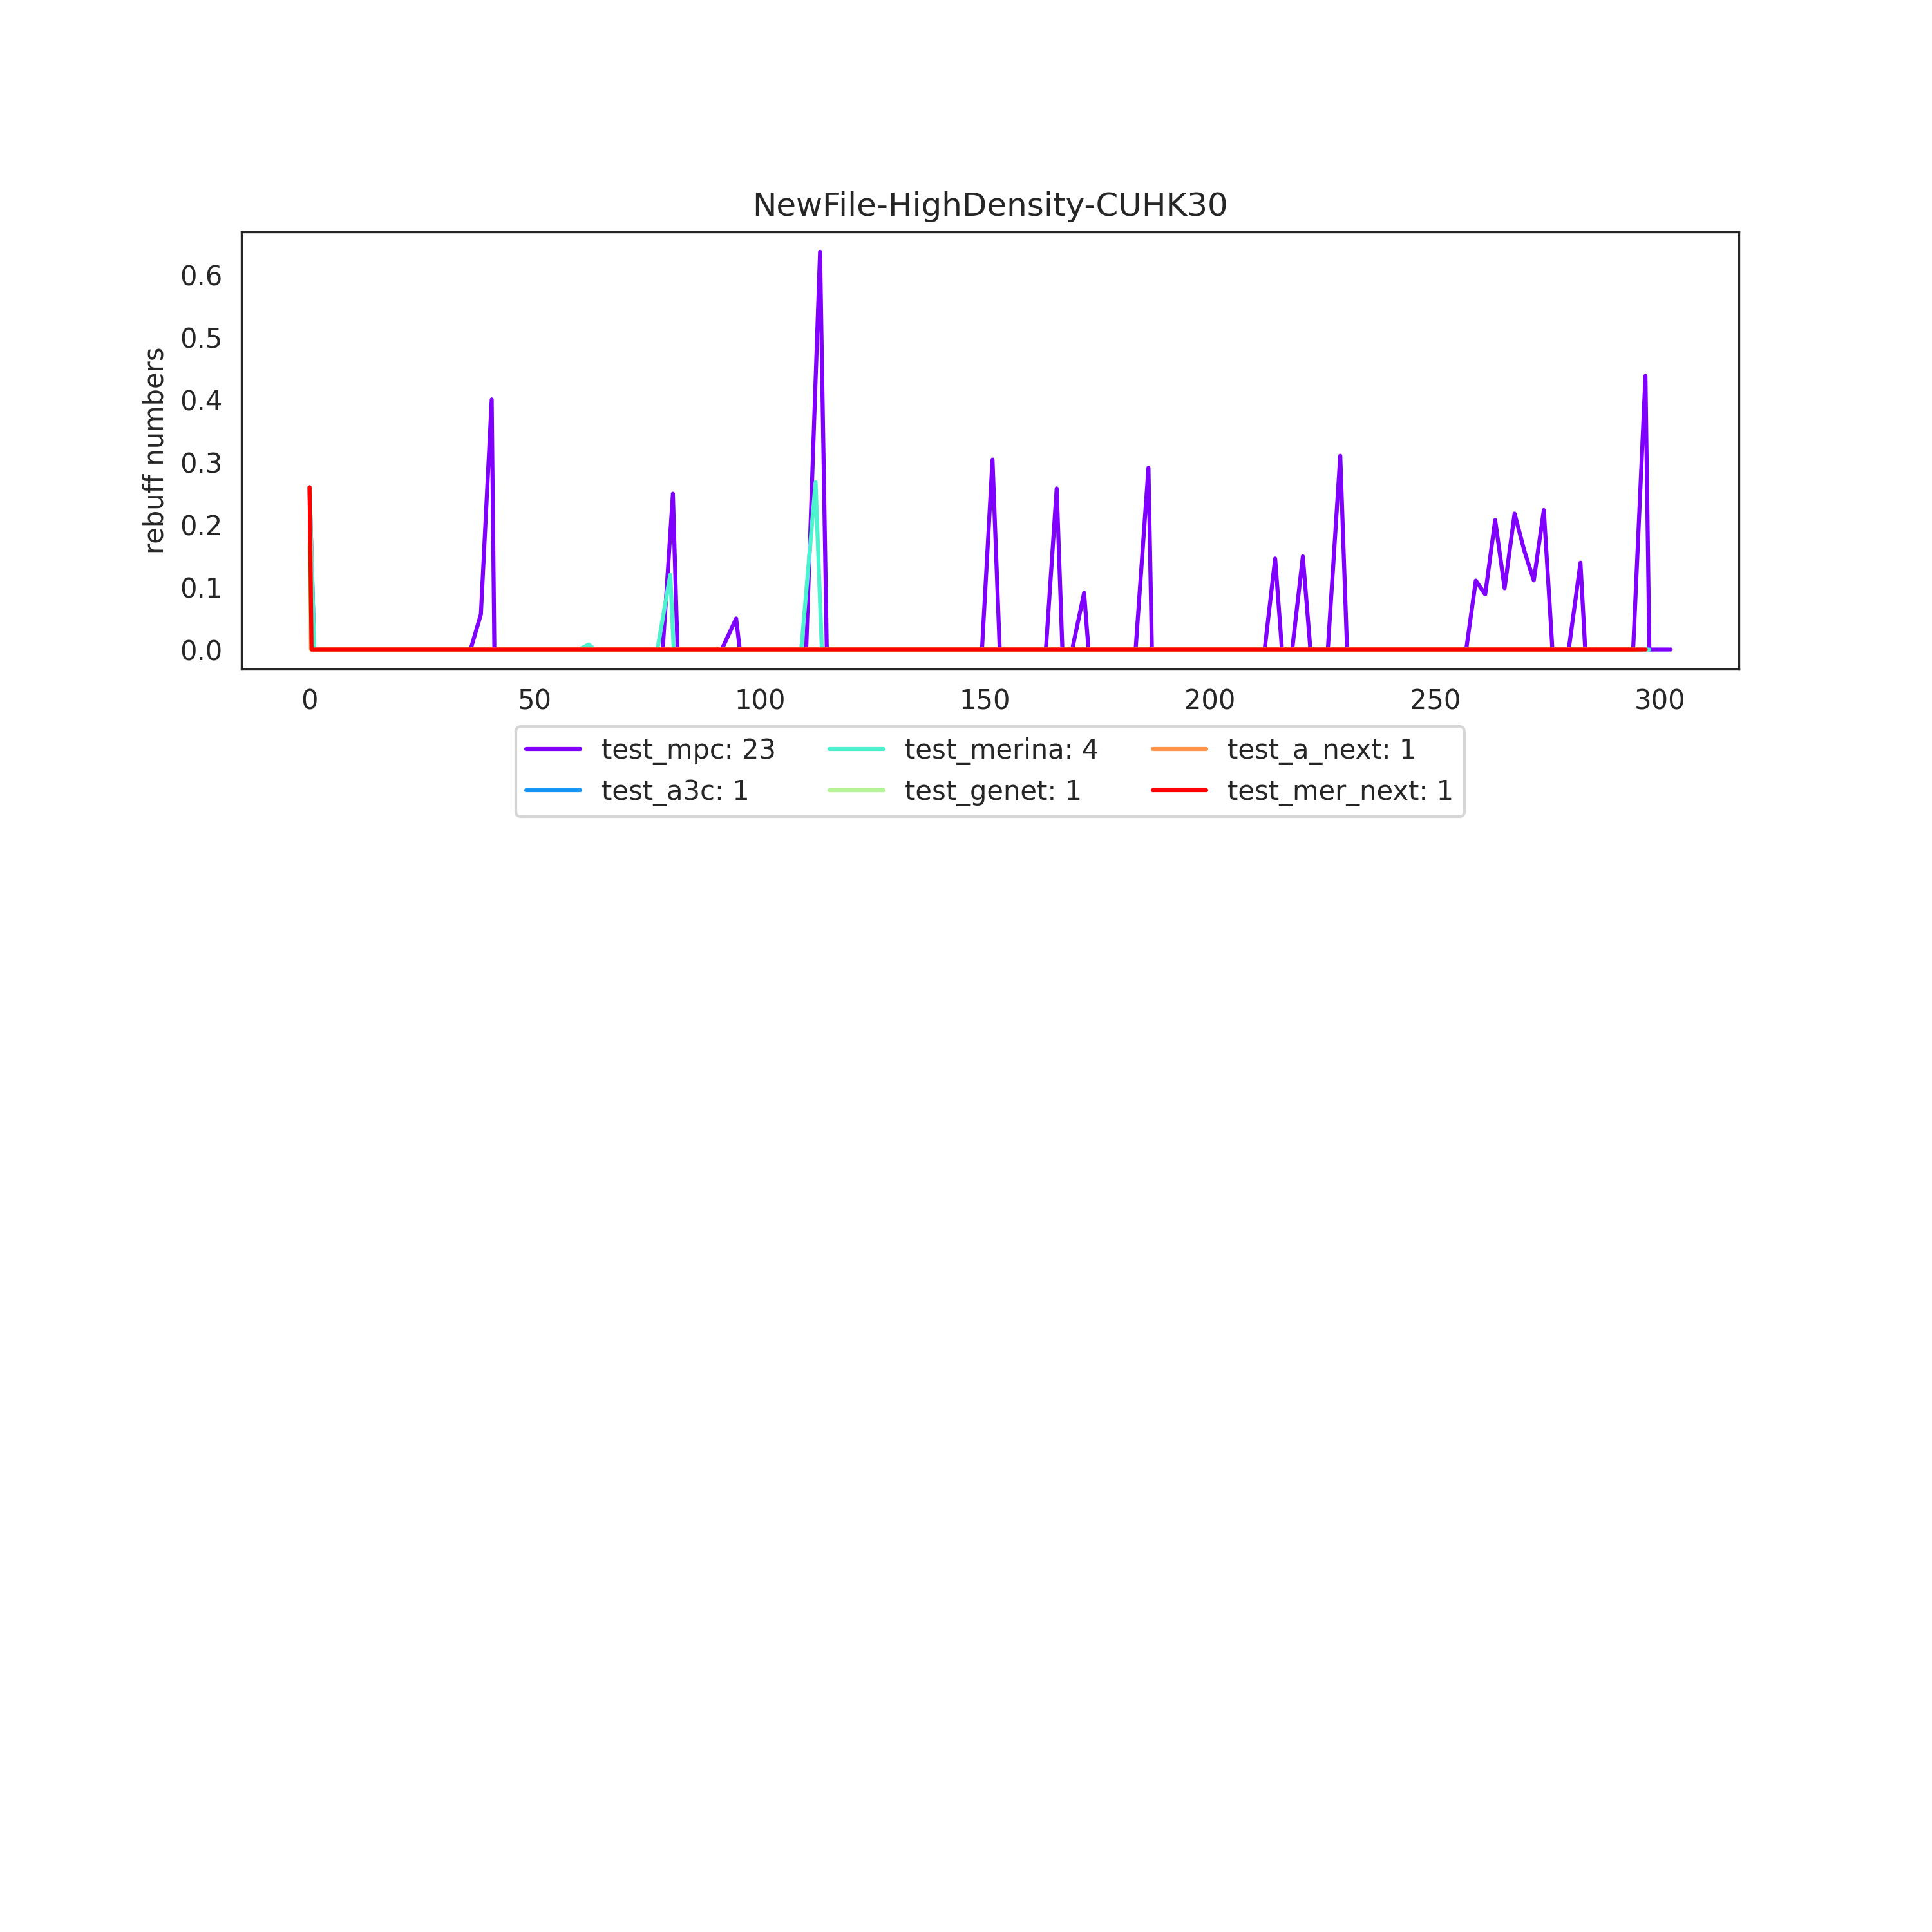 NewFile-HighDensity-CUHK30
rebuff numbers
0.6
0.5
0.4
0.3
0.2
0.1
0.0
0 50 100 150 200 250 300
test_mpc: 23 test_merina: 4 test_a_next: 1
test_a3c: 1 test_genet: 1 test_mer_next: 1